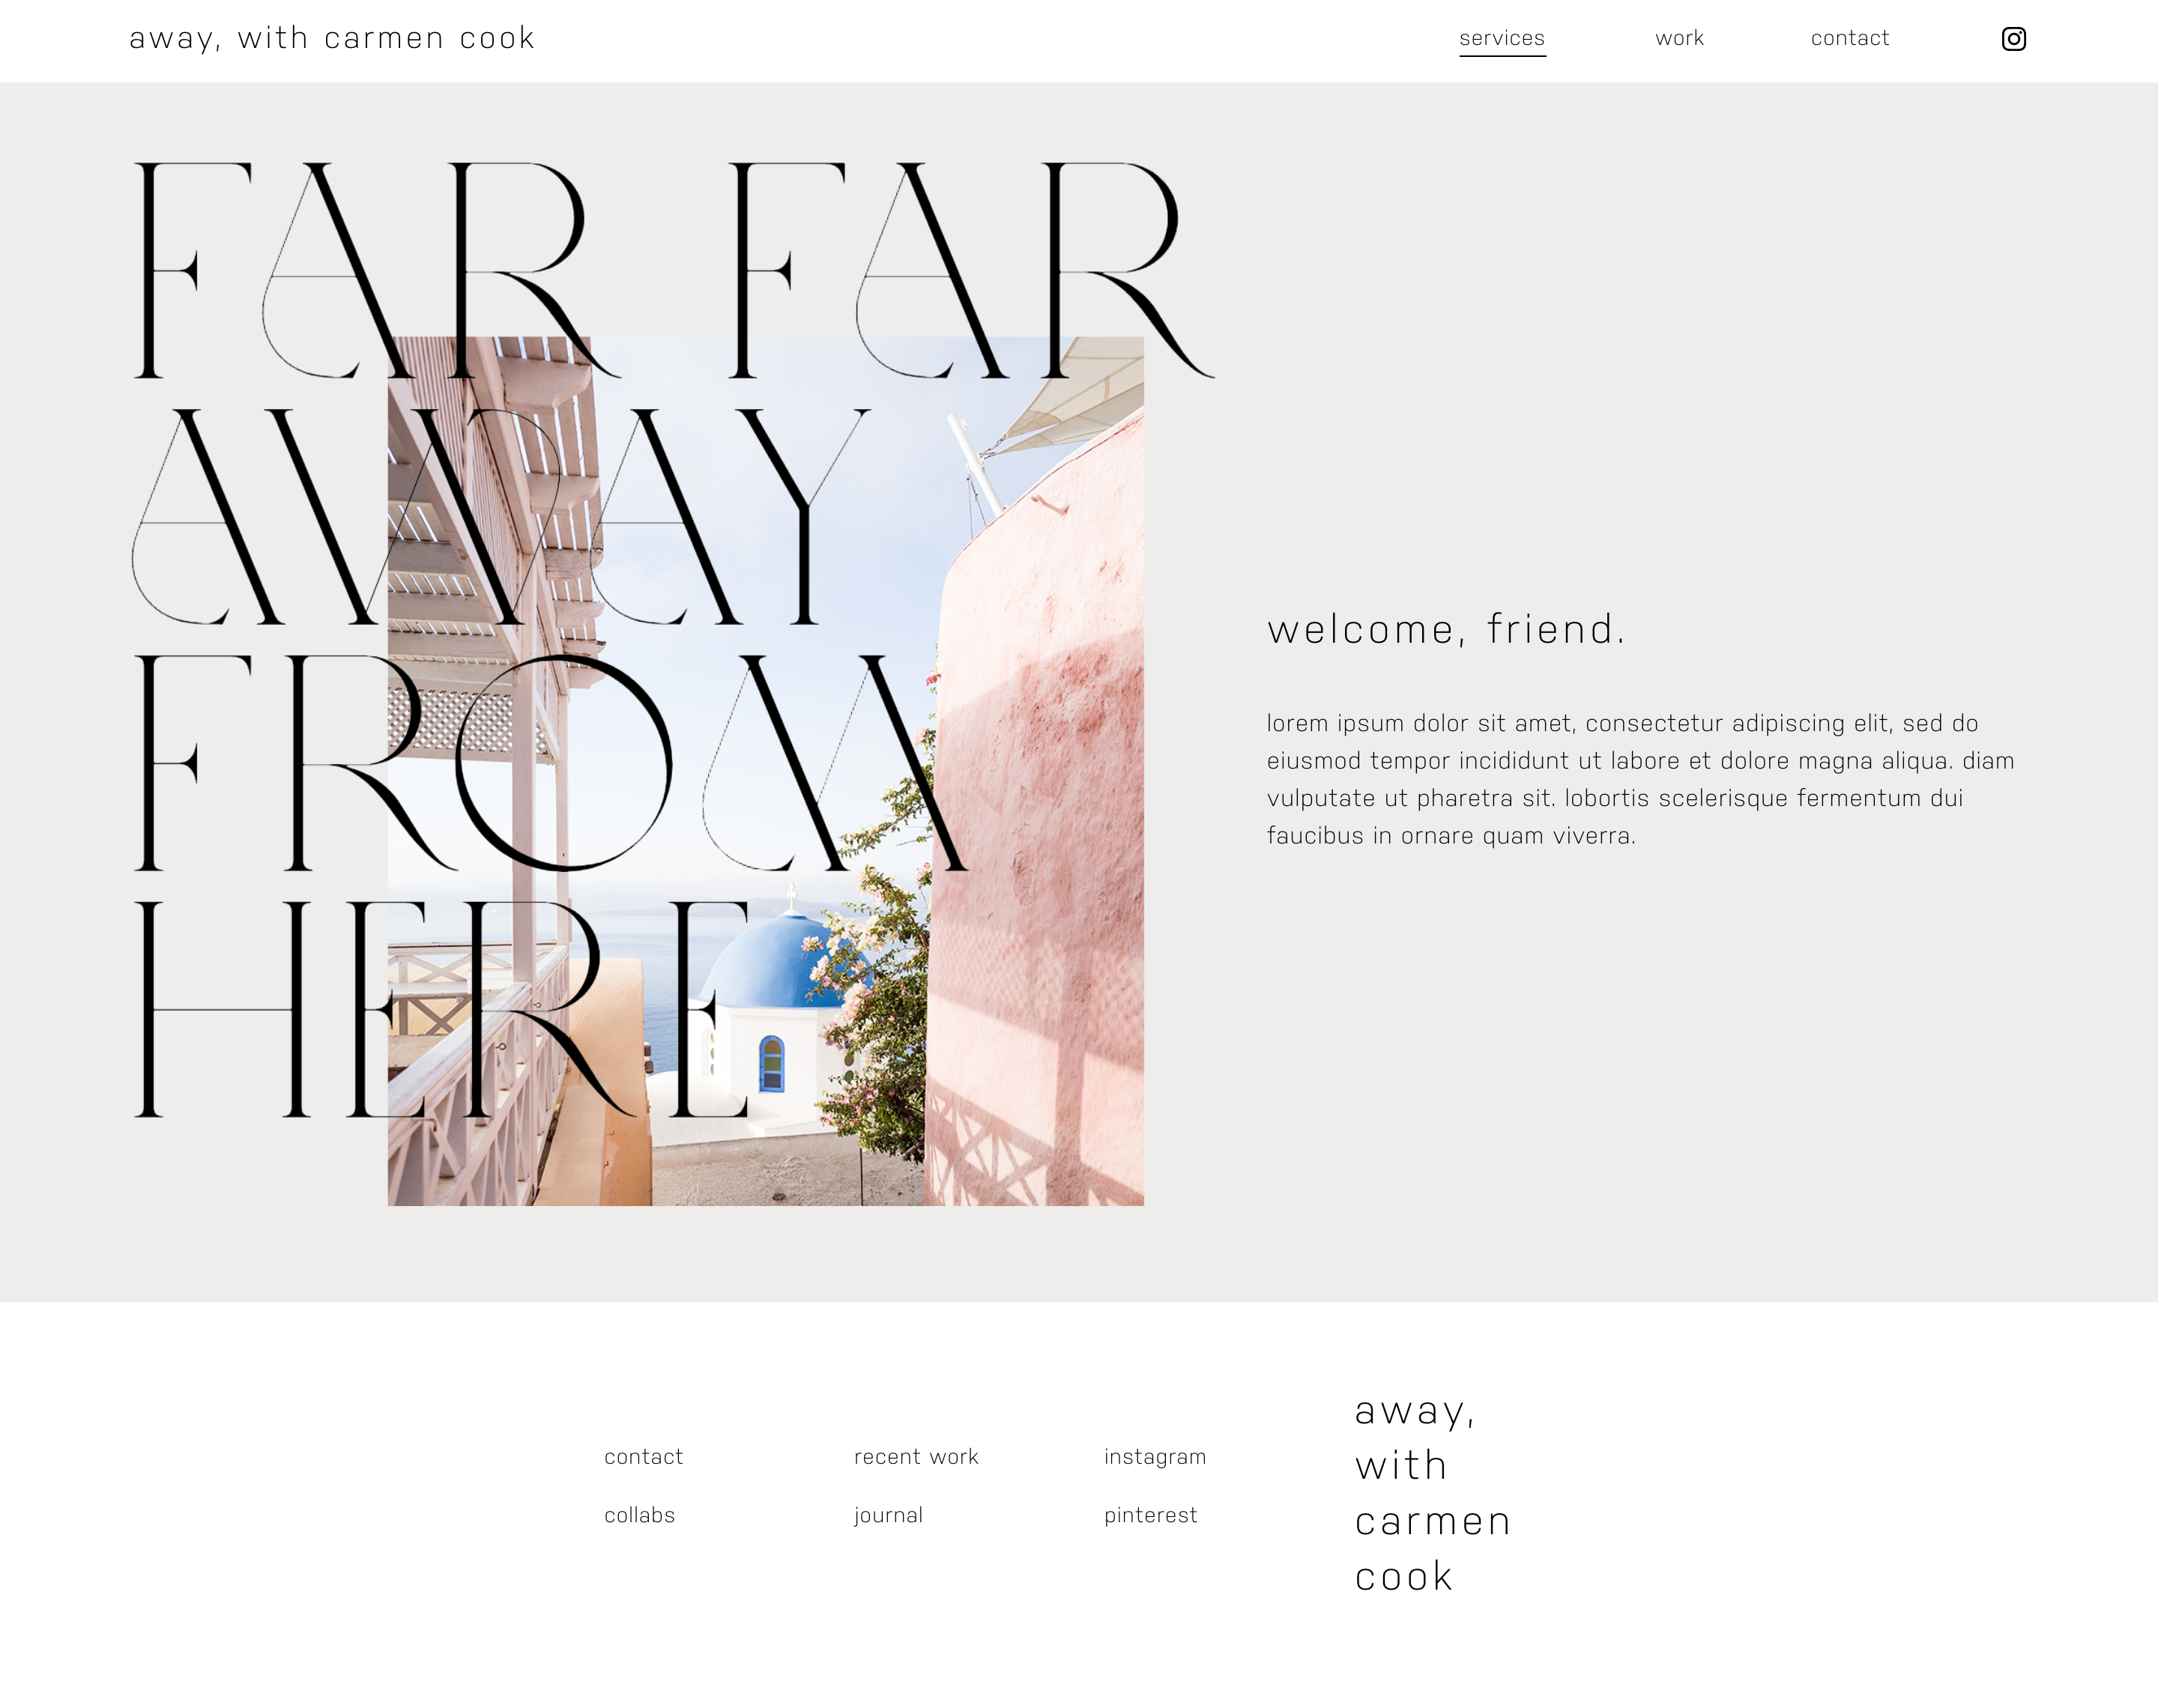 away, with carmen cook
services work contact
FAR FAR
AWAY
FROM
HERE
welcome, friend.
lorem ipsum dolor sit amet, consectetur adipiscing elit, sed do
eiusmod tempor incididunt ut labore et dolore magna aliqua. diam
vulputate ut pharetra sit. lobortis scelerisque fermentum dui
faucibus in ornare quam viverra.
contact recent work instagram
collabs journal pinterest
away,
with
carmen
cook